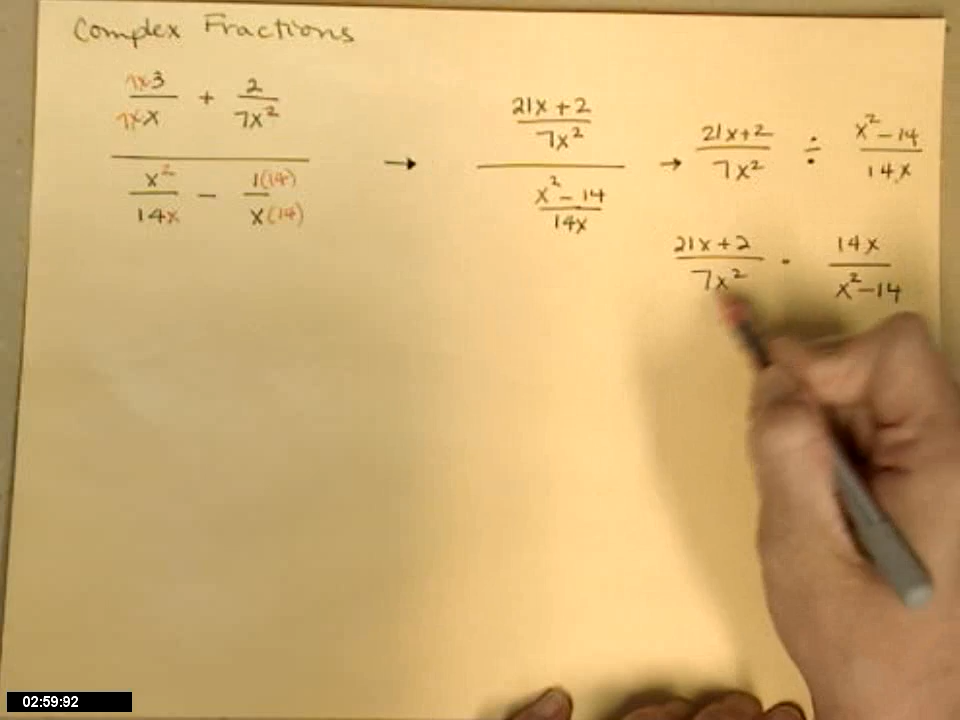 Complex Fractions
7x3/7xx + 2/7x²
x²/14x - 1(14)/x(14)
→
21x + 2/7x²
x² - 14/14x
→ 21x+2/7x² ÷ x² - 14/14x
21x + 2/7x² · 14x/x² - 14
02:59:92